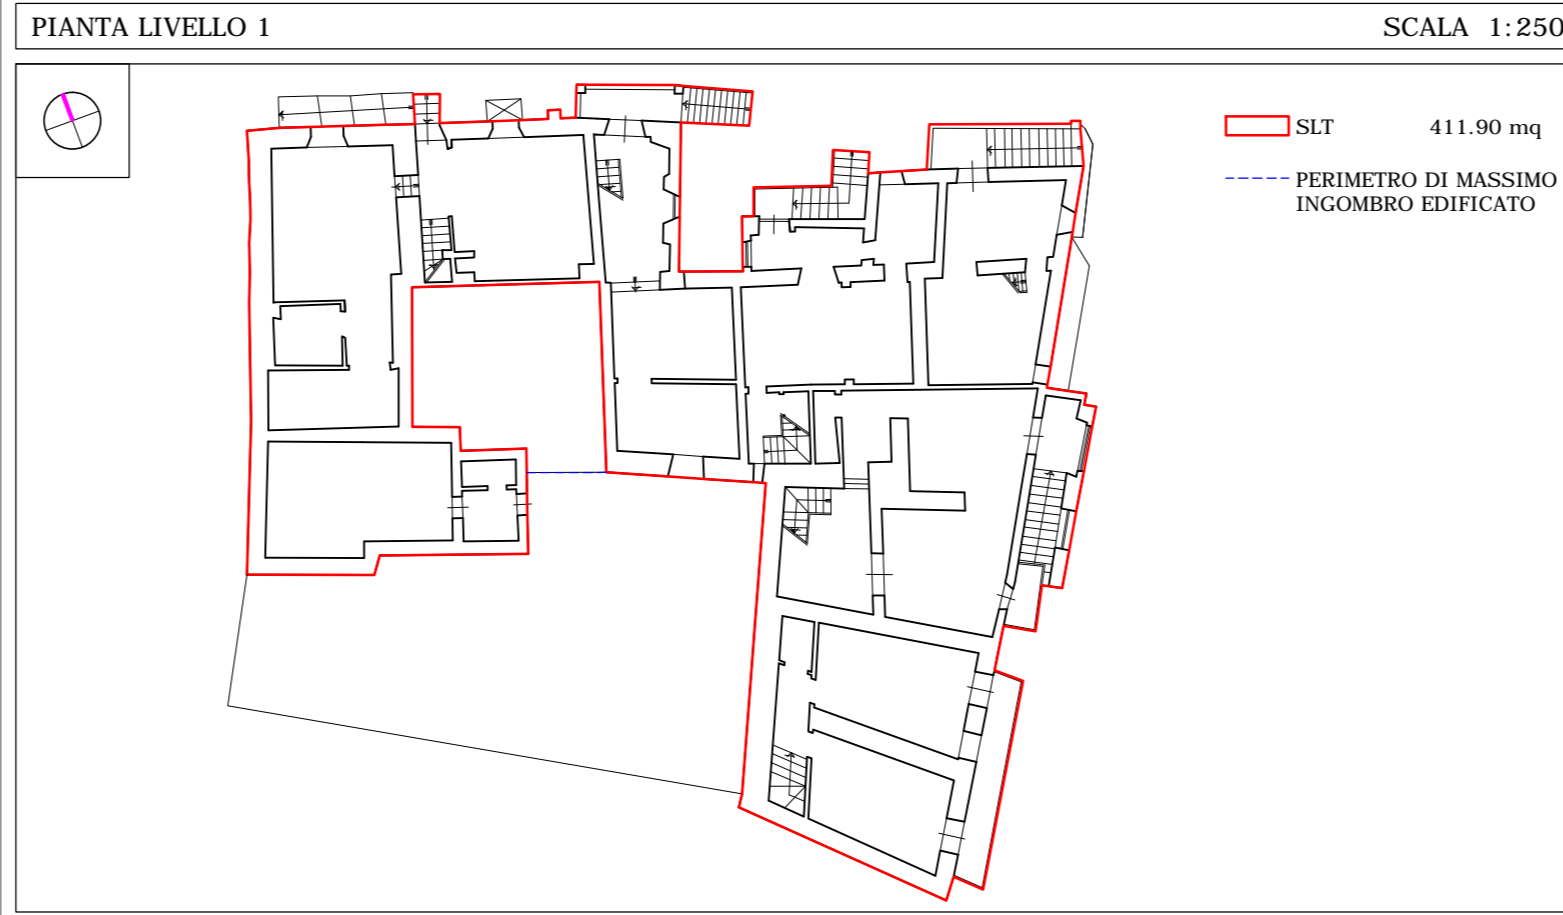 PIANTA LIVELLO 1
SCALA 1:250
SLT 411.90 mq
PERIMETRO DI MASSIMO
INGOMBRO EDIFICATO